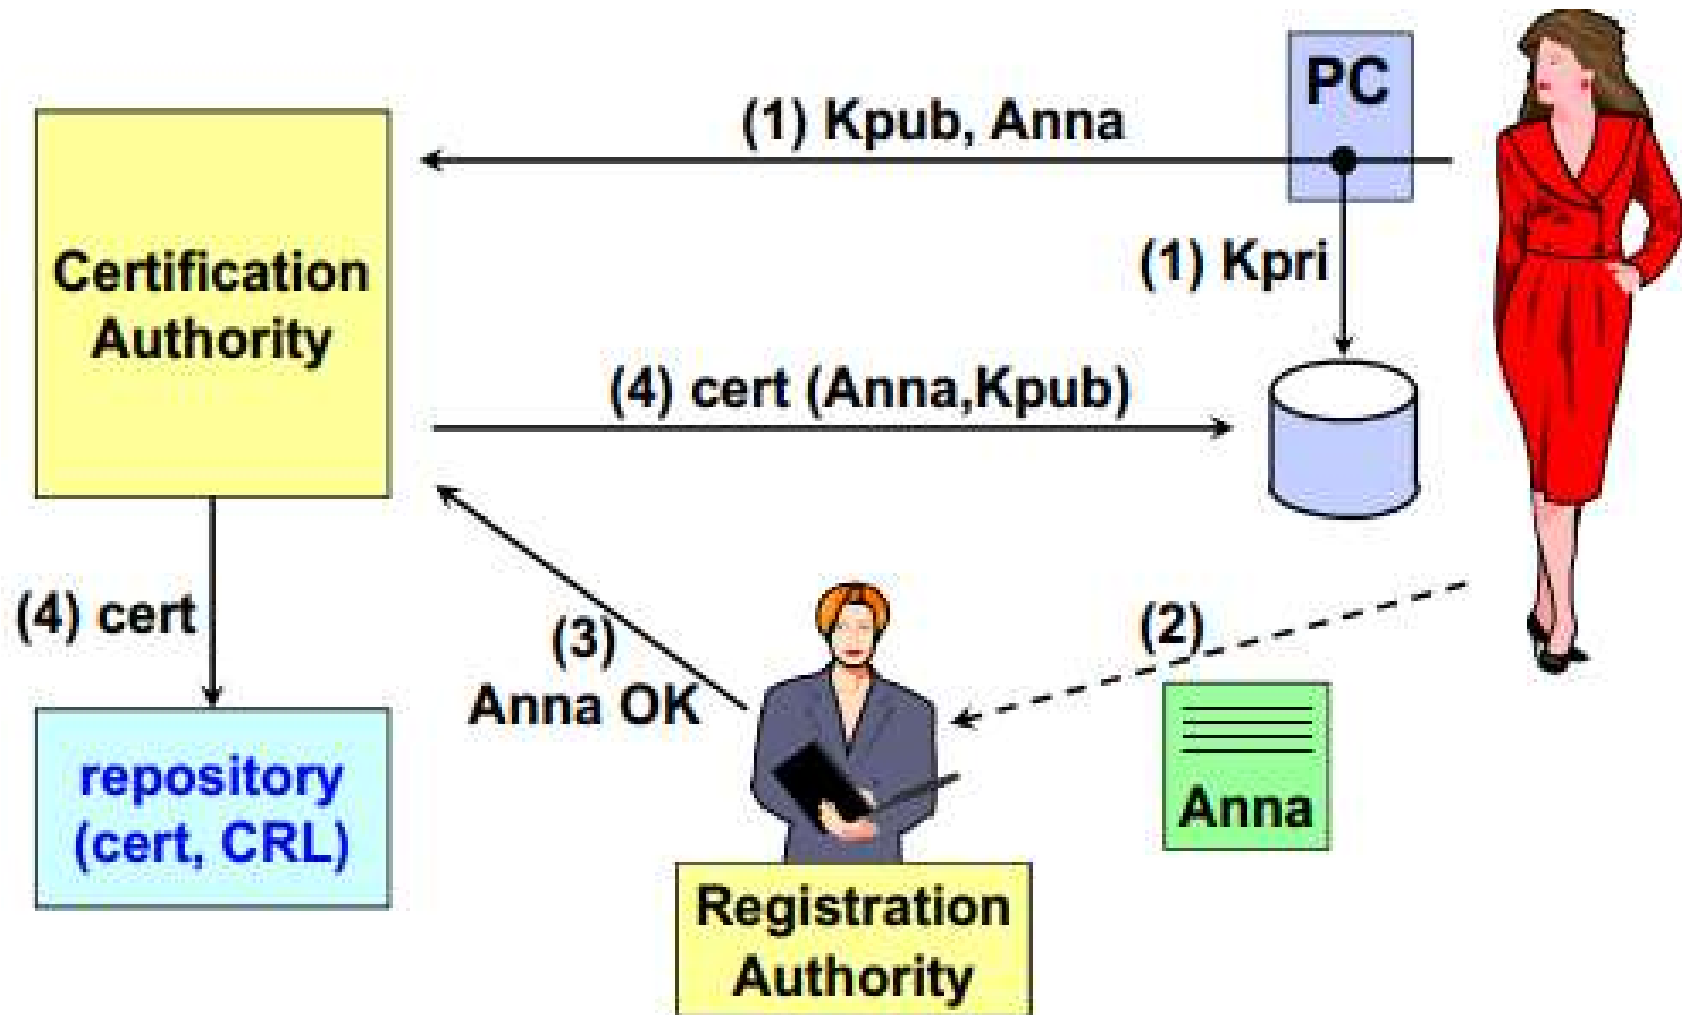 PC
(1) Kpub, Anna
(1) Kpri
Certification
Authority
(4) cert (Anna,Kpub)
(4) cert
(3)
Anna OK
(2)
Anna
repository
(cert, CRL)
Registration
Authority